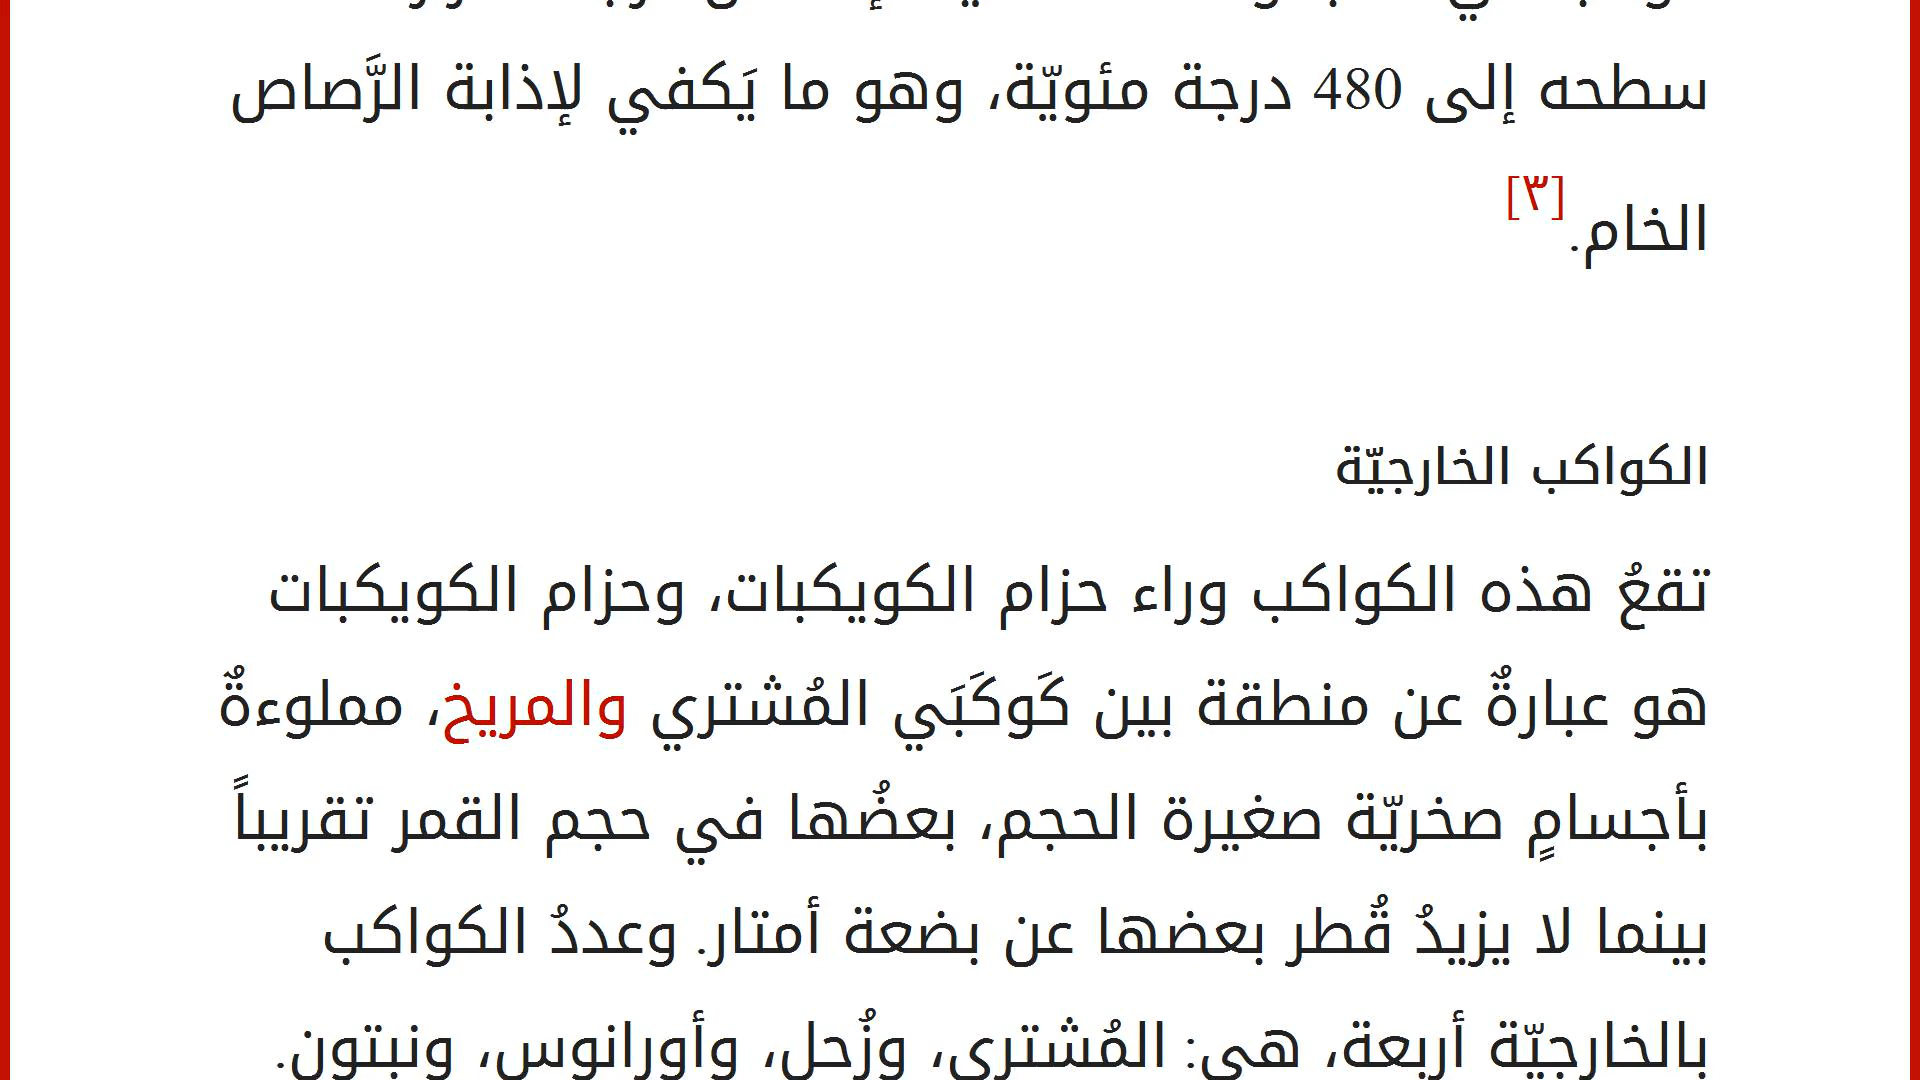 سطحه إلى 480 درجة مئويّة، وهو ما يَكفي لإذابة الرَّصاص
الخام.[٣]
الكواكب الخارجيّة
تقعُ هذه الكواكب وراء حزام الكويكبات، وحزام الكويكبات
هو عبارةٌ عن منطقة بين كَوكَبَي المُشتري والمريخ، مملوءةٌ
بأجسامٍ صخريّة صغيرة الحجم، بعضُها في حجم القمر تقريباً
بينما لا يزيدُ قُطر بعضها عن بضعة أمتار. وعددُ الكواكب
بالخارجيّة أربعة، هي: المُشتري، وزُحل، وأورانوس، ونبتون.